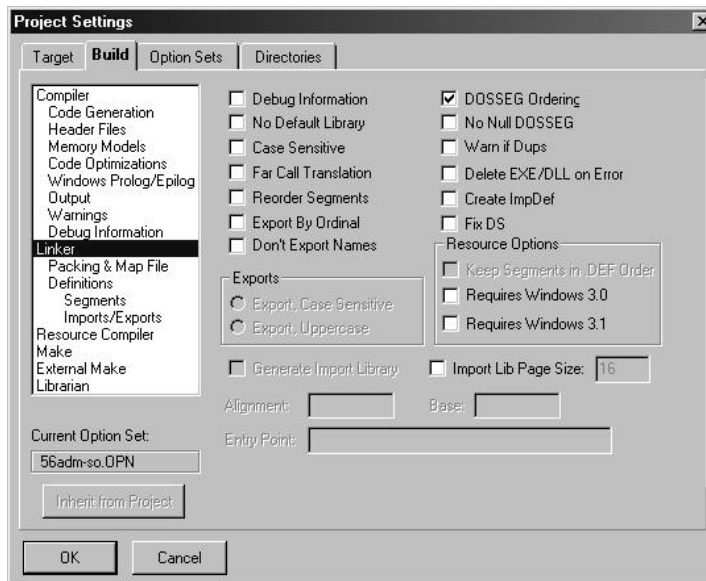 Project Settings
Target Build Option Sets Directories
Compiler
Code Generation
Header Files
Memory Models
Code Optimizations
Windows Prolog/Epilog
Output
Warnings
Debug Information
Linker
Packing & Map File
Definitions
Segments
Imports/Exports
Resource Compiler
Make
External Make
Librarian
Current Option Set:
56adm-so.OPN
Inherit from Project
Debug Information
No Default Library
Case Sensitive
Far Call Translation
Reorder Segments
Export By Ordinal
Don't Export Names
DOSSEG Ordering
No Null DOSSEG
Warn if Dups
Delete EXE/DLL on Error
Create ImpDef
Fix DS
Exports
Export, Case Sensitive
Export, Uppercase
Resource Options
Keep Segments in .DEF Order
Requires Windows 3.0
Requires Windows 3.1
Generate Import Library
Import Lib Page Size: 16
Alignment: Base:
Entry Point:
OK Cancel